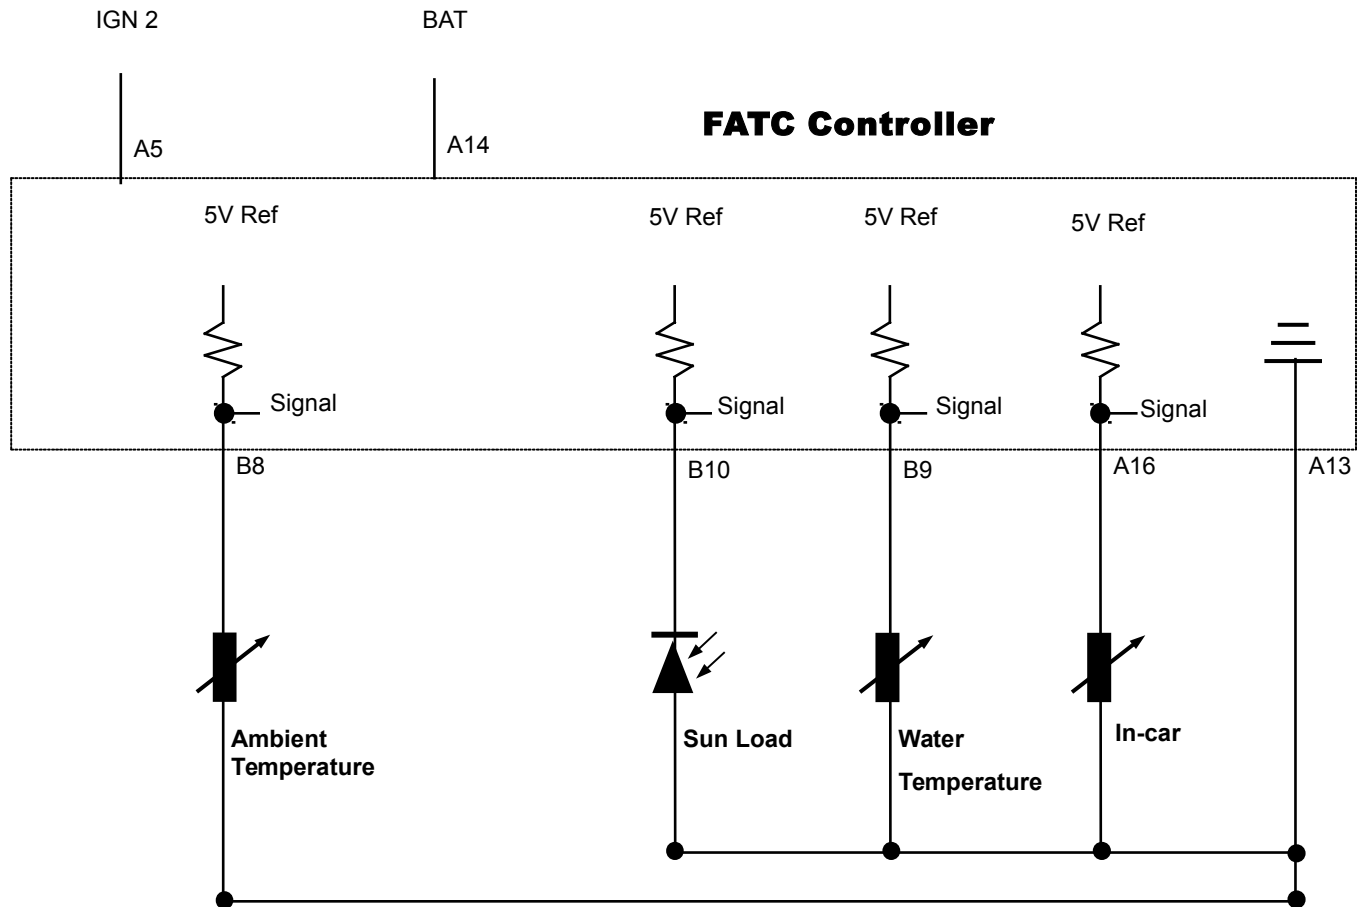 IGN 2
BAT
FATC Controller
A5
A14
5V Ref
5V Ref
5V Ref
5V Ref
Signal
Signal
Signal
Signal
B8
B10
B9
A16
A13
Ambient
Temperature
Sun Load
Water
Temperature
In-car